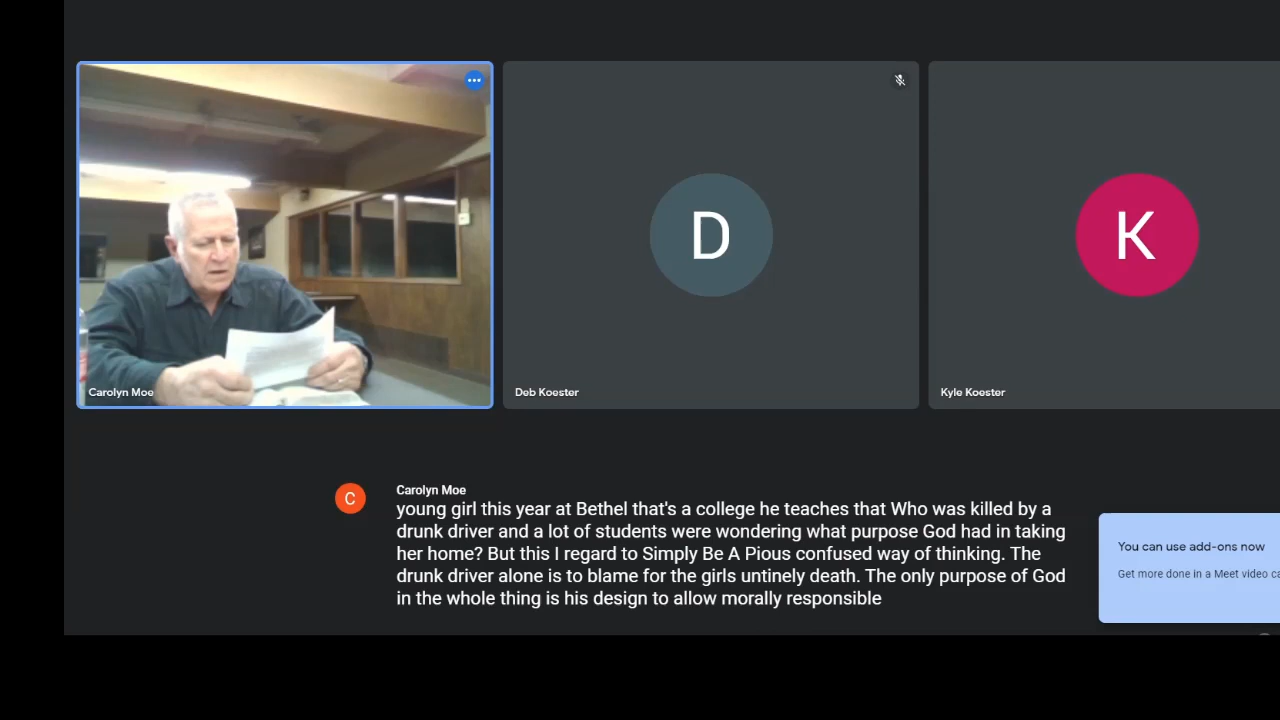 D
K
Carolyn Moe
Deb Koester
Kyle Koester
C
Carolyn Moe
young girl this year at Bethel that's a college he teaches that Who was killed by a
drunk driver and a lot of students were wondering what purpose God had in taking
her home? But this I regard to Simply Be A Pious confused way of thinking. The
drunk driver alone is to blame for the girls untinely death. The only purpose of God
in the whole thing is his design to allow morally responsible
You can use add-ons now
Get more done in a Meet video ca